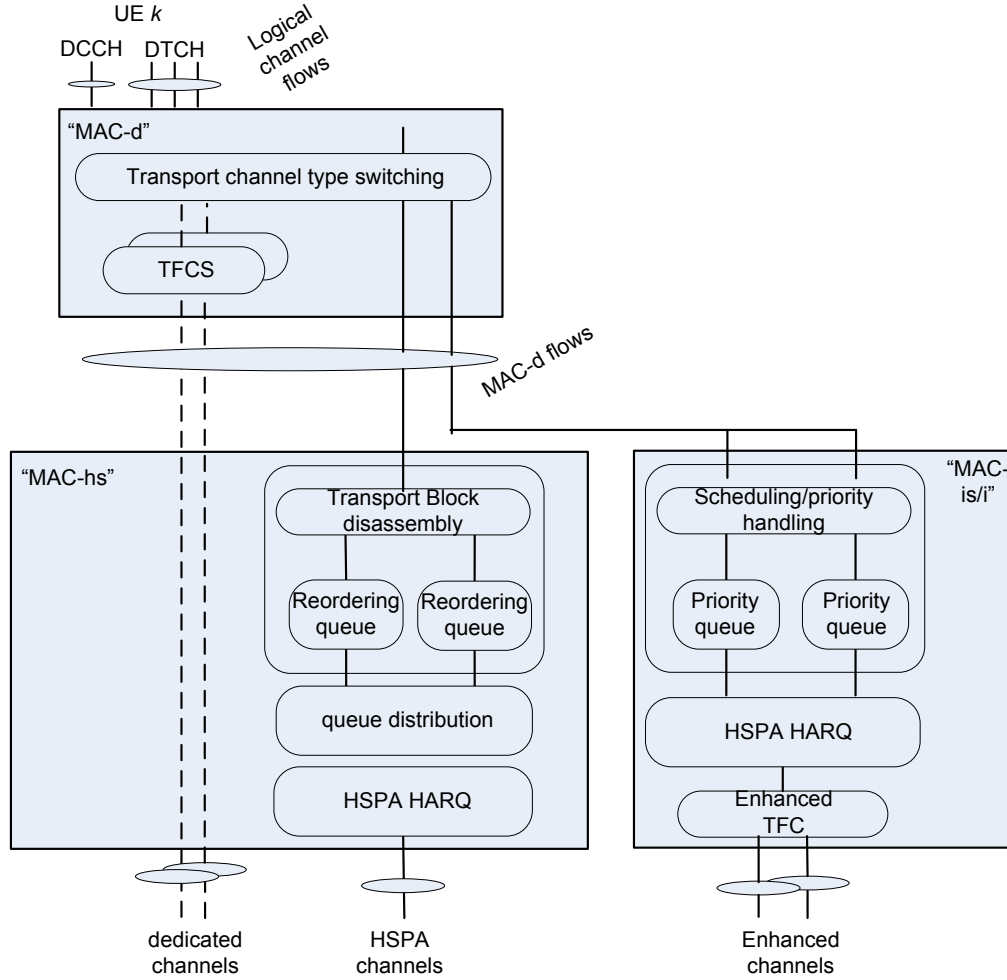 UE k
DCCH DTCH
Logical
channel
flows
“MAC-d”
Transport channel type switching
TFCS
MAC-d flows
“MAC-hs”
Transport Block
disassembly
Reordering
queue
Reordering
queue
queue distribution
HSPA HARQ
“MAC-
is/i”
Scheduling/priority
handling
Priority
queue
Priority
queue
HSPA HARQ
Enhanced
TFC
dedicated
channels
HSPA
channels
Enhanced
channels